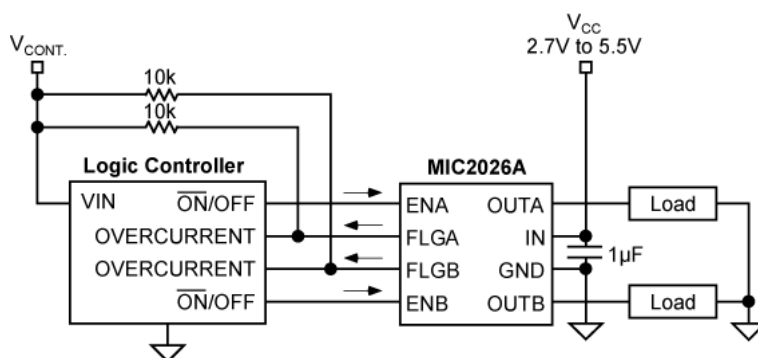 VCC
2.7V to 5.5V
VCONT.
10k
10k
Logic Controller
MIC2026A
VIN
ON/OFF
OVERCURRENT
OVERCURRENT
ON/OFF
ENA
FLGA
FLGB
ENB
OUTA
IN
GND
OUTB
Load
1µF
Load